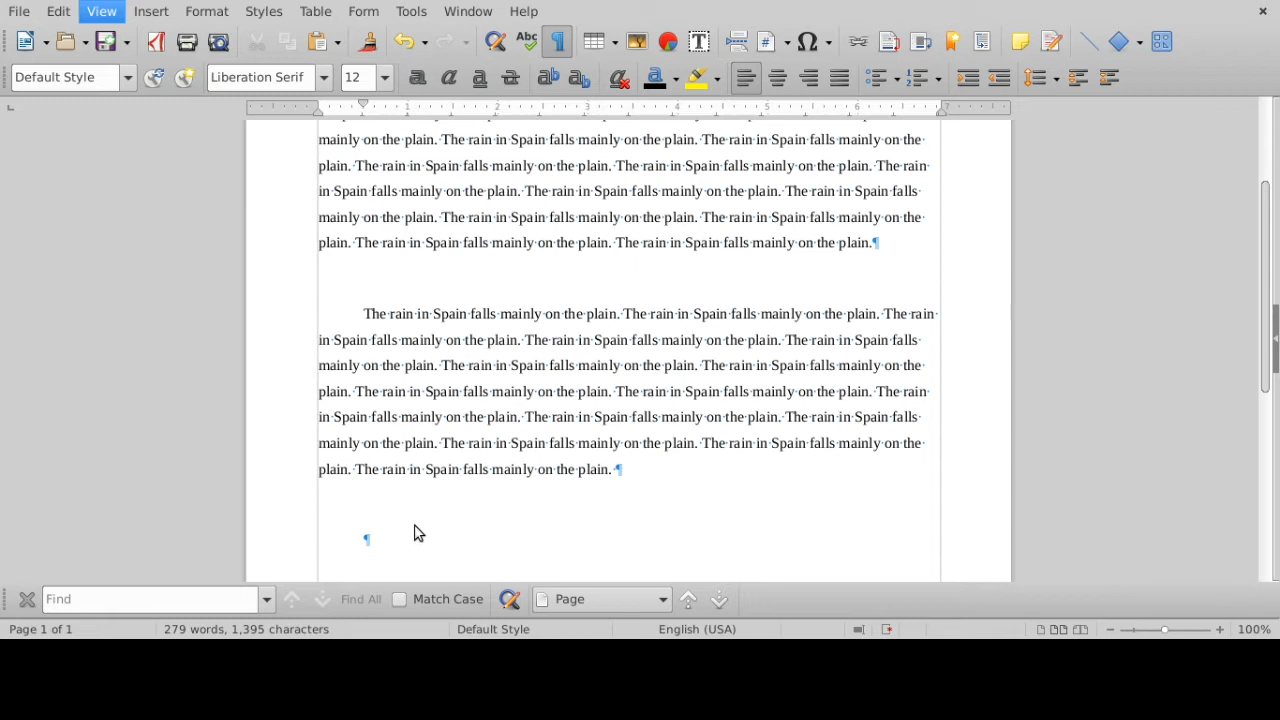 File Edit View Insert Format Styles Table Form Tools Window Help
Default Style Liberation Serif 12
1 2 3 4 5 6 7
mainly on the plain. The rain in Spain falls mainly on the plain. The rain in Spain falls mainly on the
plain. The rain in Spain falls mainly on the plain. The rain in Spain falls mainly on the plain. The rain
in Spain falls mainly on the plain. The rain in Spain falls mainly on the plain. The rain in Spain falls
mainly on the plain. The rain in Spain falls mainly on the plain. The rain in Spain falls mainly on the
plain. The rain in Spain falls mainly on the plain. The rain in Spain falls mainly on the plain.¶
The rain in Spain falls mainly on the plain. The rain in Spain falls mainly on the plain. The rain
in Spain falls mainly on the plain. The rain in Spain falls mainly on the plain. The rain in Spain falls
mainly on the plain. The rain in Spain falls mainly on the plain. The rain in Spain falls mainly on the
plain. The rain in Spain falls mainly on the plain. The rain in Spain falls mainly on the plain. The rain
in Spain falls mainly on the plain. The rain in Spain falls mainly on the plain. The rain in Spain falls
mainly on the plain. The rain in Spain falls mainly on the plain. The rain in Spain falls mainly on the
plain. The rain in Spain falls mainly on the plain. ¶
¶
Find Find All Match Case Page
Page 1 of 1 279 words, 1,395 characters Default Style English (USA) 100%